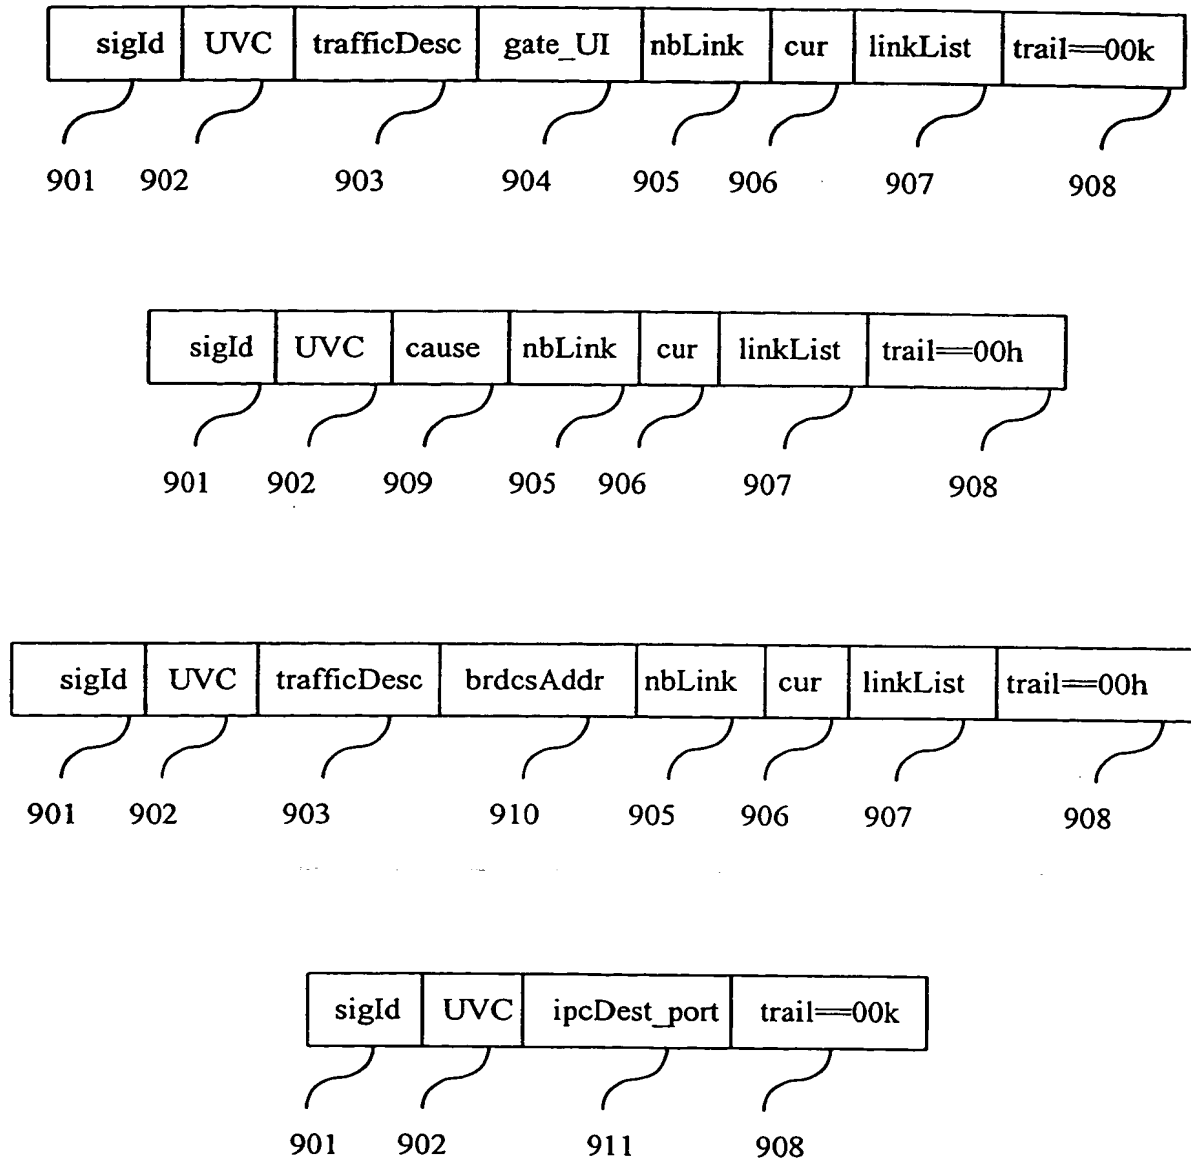 sigId UVC trafficDesc gate_UI nbLink cur linkList trail==00k
901 902 903 904 905 906 907 908
sigId UVC cause nbLink cur linkList trail==00h
901 902 909 905 906 907 908
sigId UVC trafficDesc brdcsAddr nbLink cur linkList trail==00h
901 902 903 910 905 906 907 908
sigId UVC ipcDest_port trail==00k
901 902 911 908